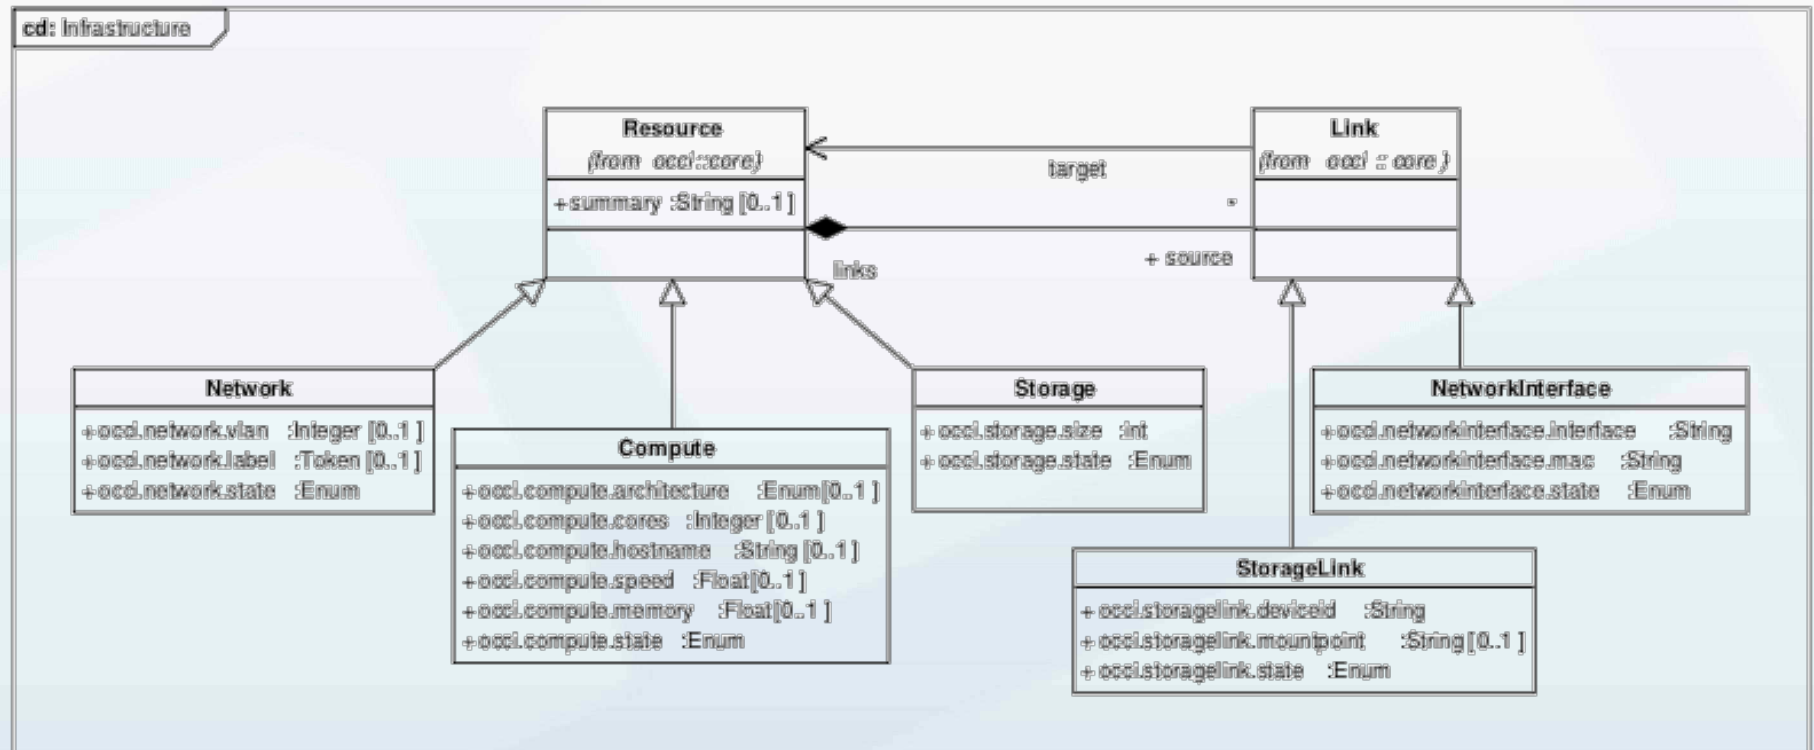 cd: Infrastructure
Resource
{from occi::core}
+summary :String [0..1]
Link
{from occi :: core }
target
*
+ source
links
Network
+occi.network.vlan :Integer [0..1 ]
+occi.network.label :Token [0..1]
+occi.network.state :Enum
Compute
+occi.compute.architecture :Enum[0..1 ]
+occi.compute.cores :Integer [0..1 ]
+occi.compute.hostname :String [0..1]
+occi.compute.speed :Float[0..1]
+occi.compute.memory :Float[0..1 ]
+occi.compute.state :Enum
Storage
+ occi.storage.size :int
+ occi.storage.state :Enum
NetworkInterface
+occi.networkinterface.interface :String
+occi.networkinterface.mac :String
+occi.networkinterface.state :Enum
StorageLink
+ occi.storagelink.deviceid :String
+ occi.storagelink.mountpoint :String[0..1 ]
+ occi.storagelink.state :Enum